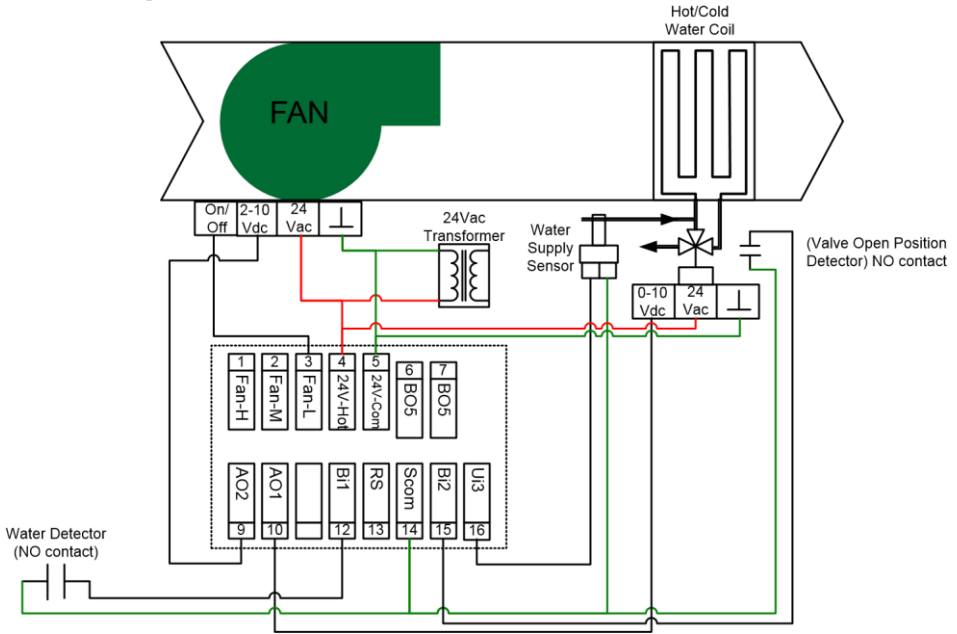 Hot/Cold
Water Coil
FAN
On/
Off
2-10
Vdc
24
Vac
24Vac
Transformer
Water
Supply
Sensor
(Valve Open Position
Detector) NO contact
0-10
Vdc
24
Vac
1
Fan-H
2
Fan-M
3
Fan-L
4
24V-Hot
5
24V-Com
6
BO5
7
BO5
AO2
9
AO1
10
Bi1
12
RS
13
Scom
14
Bi2
15
Ui3
16
Water Detector
(NO contact)